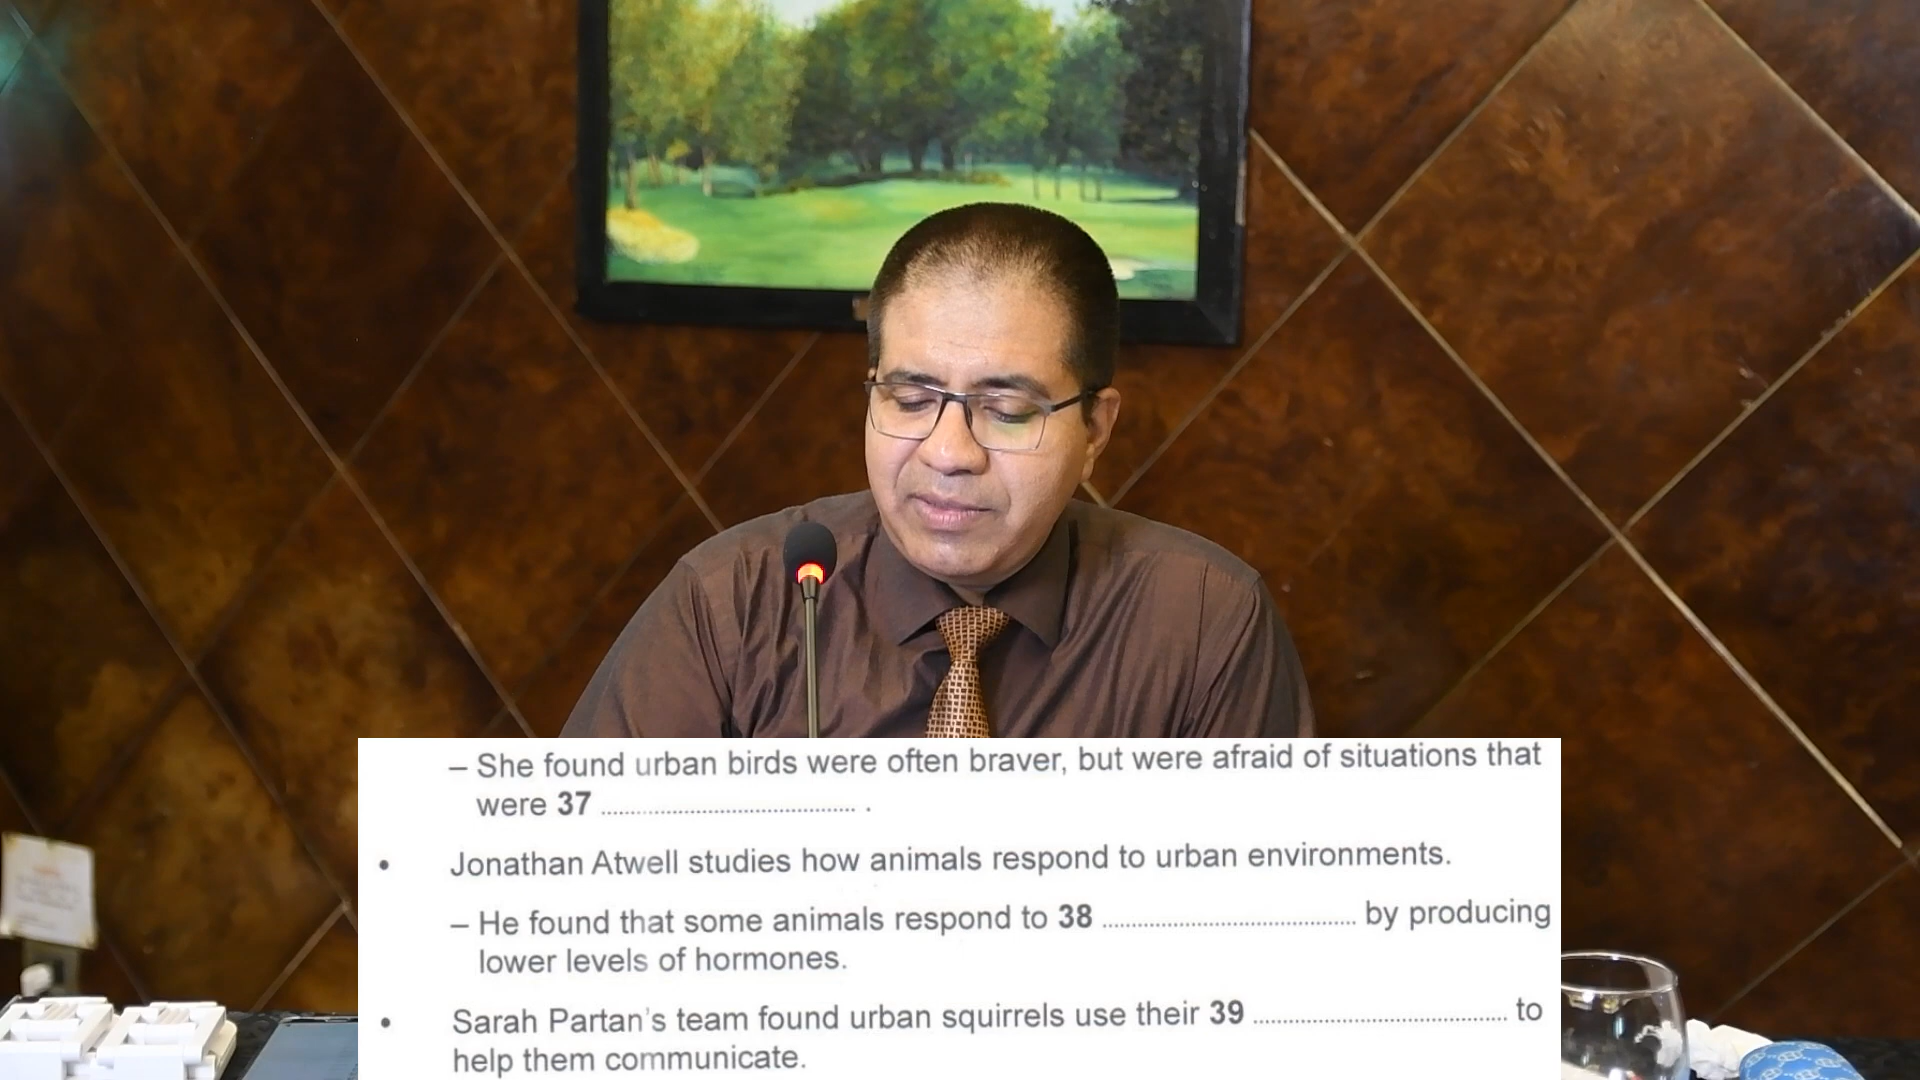 – She found urban birds were often braver, but were afraid of situations that
were 37 .................................... .
• Jonathan Atwell studies how animals respond to urban environments.
– He found that some animals respond to 38 .................................... by producing
lower levels of hormones.
• Sarah Partan's team found urban squirrels use their 39 .................................... to
help them communicate.